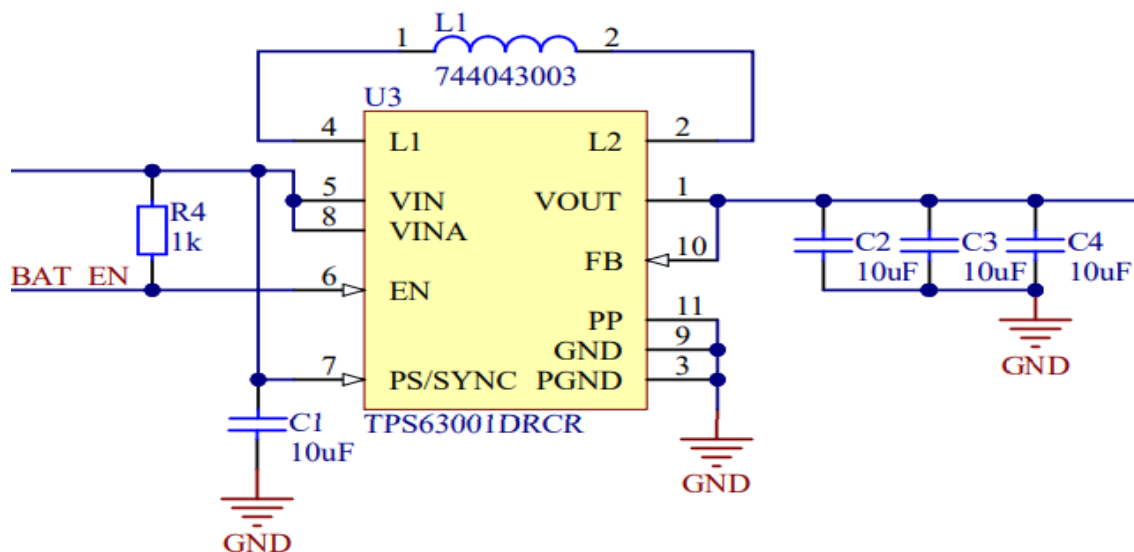 L1
1 2
744043003
U3
4 L1 L2 2
5 VIN VOUT 1
8 VINA
R4
1k
FB 10
C2 C3 C4
10uF 10uF 10uF
BAT_EN 6 EN
PP 11
GND 9
7 PS/SYNC PGND 3
GND
C1
10uF
TPS63001DRCR
GND
GND